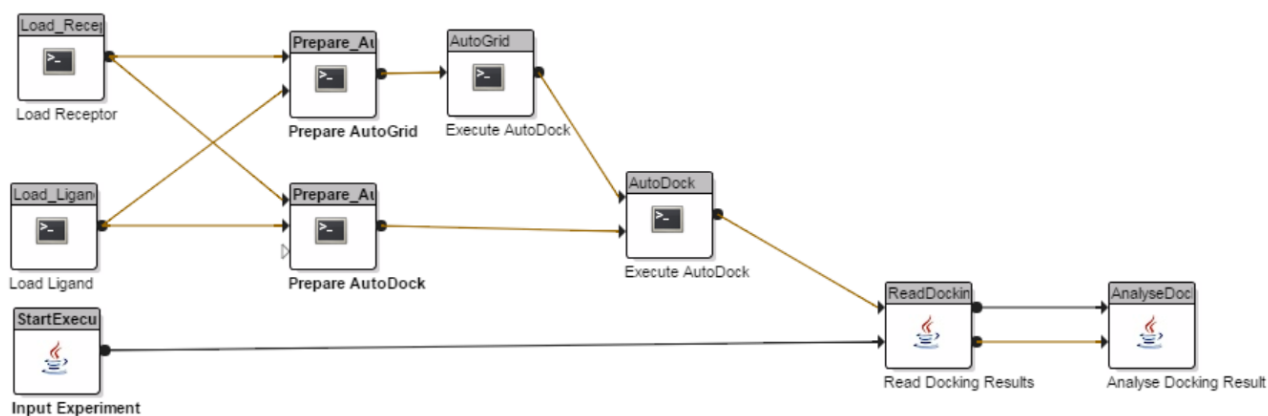 Load_Recep
>_
Load Receptor
Prepare_Au
>_
Prepare AutoGrid
AutoGrid
>_
Execute AutoDock
Load_Ligan
>_
Load Ligand
Prepare_Au
>_
Prepare AutoDock
AutoDock
>_
Execute AutoDock
StartExecu
Input Experiment
ReadDockin
Read Docking Results
AnalyseDoc
Analyse Docking Result